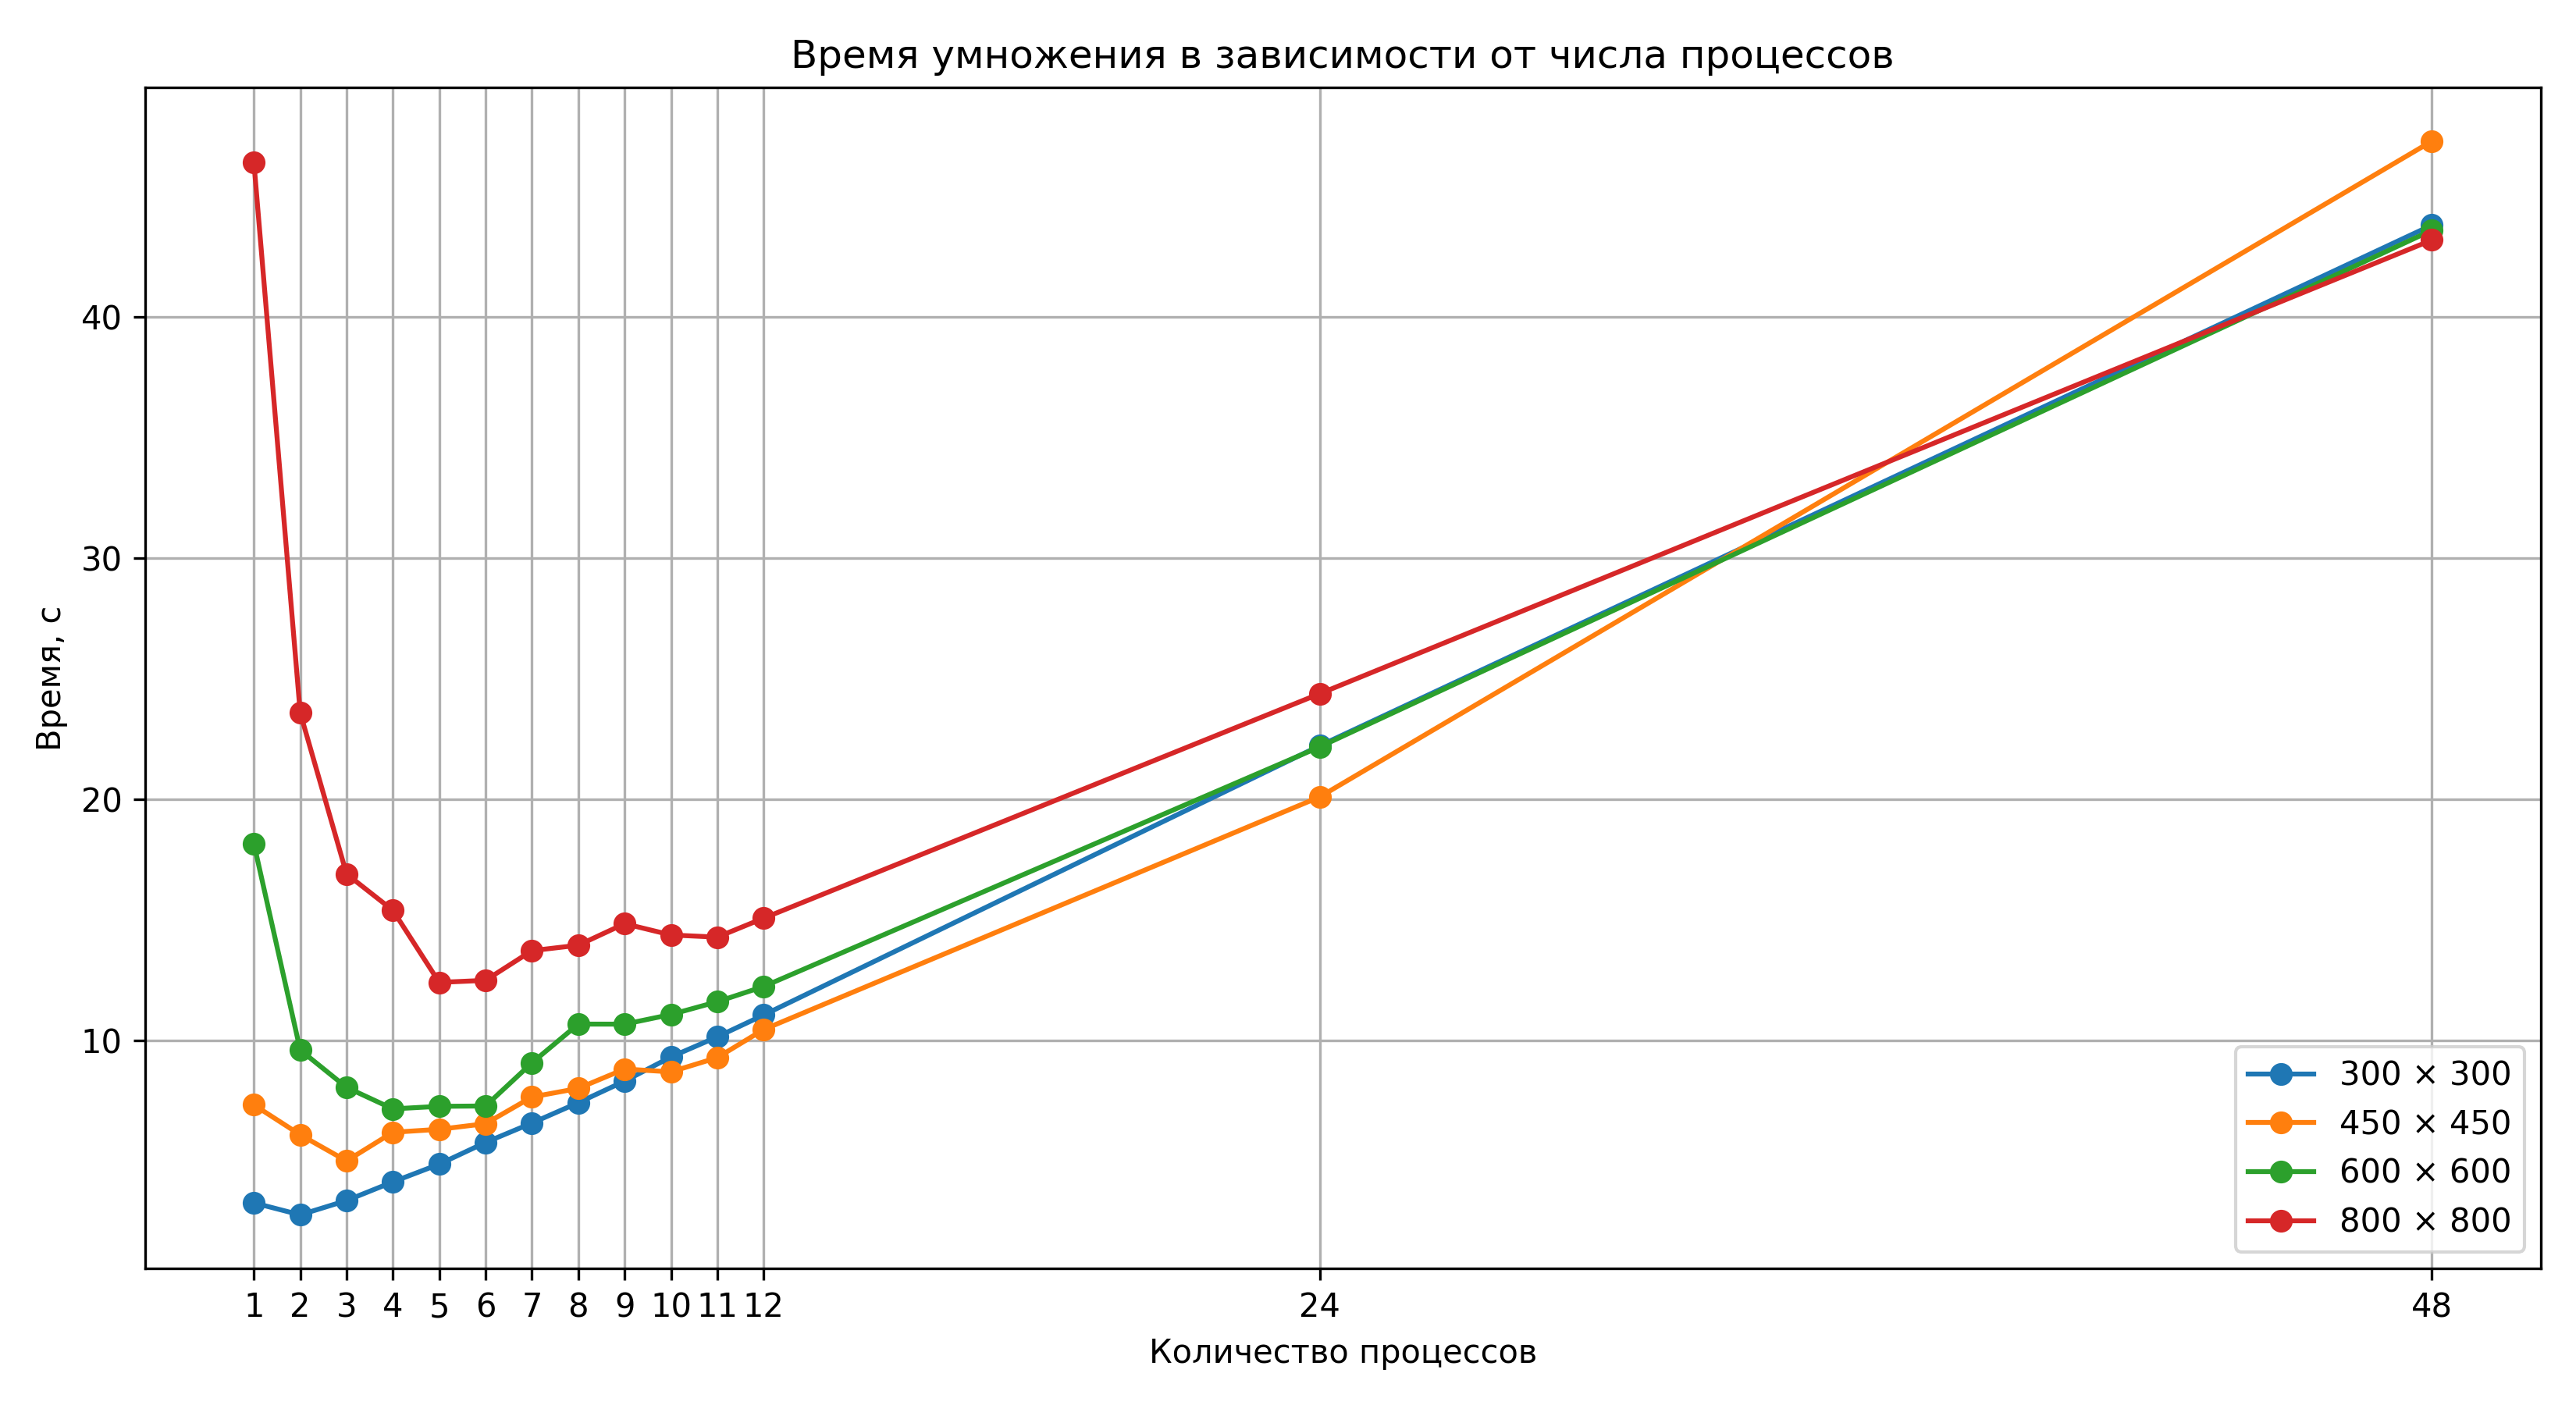 Время умножения в зависимости от числа процессов
Время, с
40
30
20
10
1 2 3 4 5 6 7 8 9 10 11 12 24 48
Количество процессов
300 × 300
450 × 450
600 × 600
800 × 800